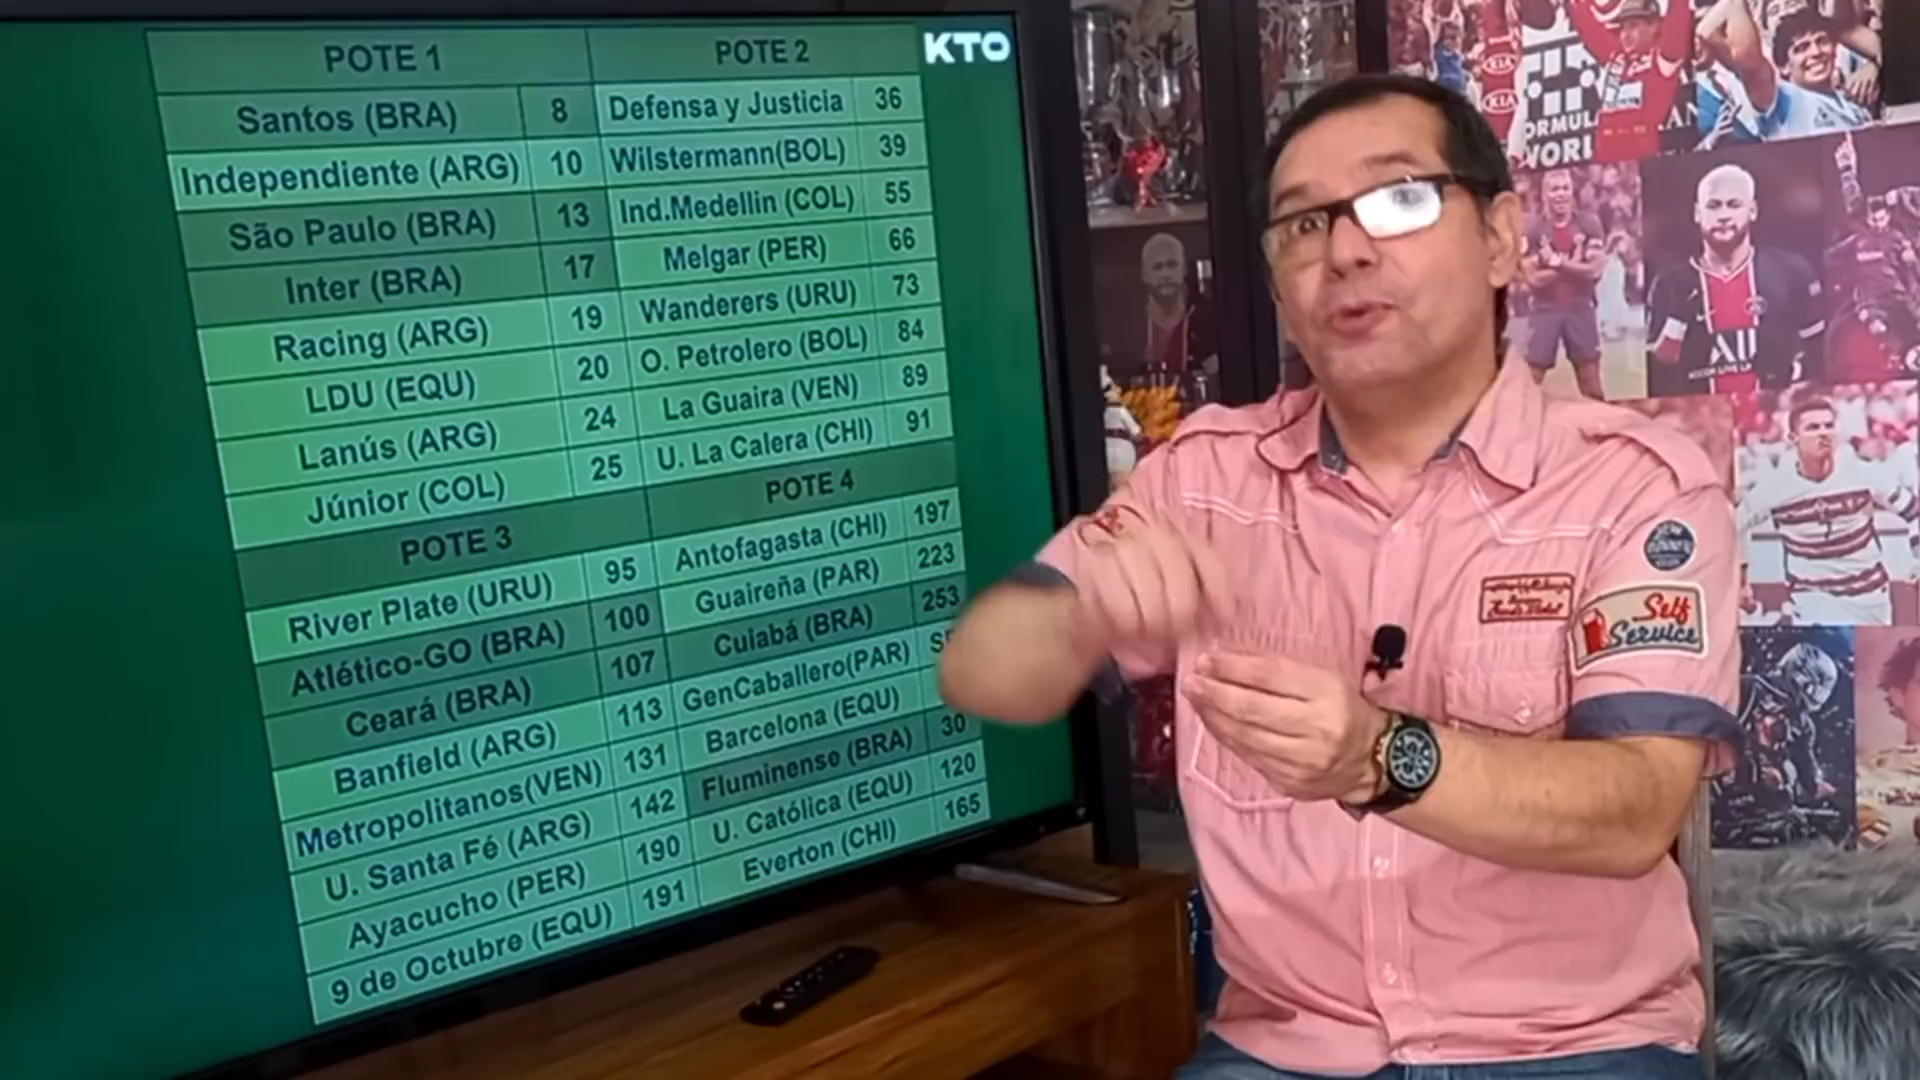 KTO
POTE 1
Santos (BRA) 8
Independiente (ARG) 10
São Paulo (BRA) 13
Inter (BRA) 17
Racing (ARG) 19
LDU (EQU) 20
Lanús (ARG) 24
Júnior (COL) 25
POTE 2
Defensa y Justicia 36
Wilstermann(BOL) 39
Ind.Medellin (COL) 55
Melgar (PER) 66
Wanderers (URU) 73
O. Petrolero (BOL) 84
La Guaira (VEN) 89
U. La Calera (CHI) 91
POTE 3
River Plate (URU) 95
Atlético-GO (BRA) 100
Ceará (BRA) 107
Banfield (ARG) 113
Metropolitanos(VEN) 131
U. Santa Fé (ARG) 142
Ayacucho (PER) 190
9 de Octubre (EQU) 191
POTE 4
Antofagasta (CHI) 197
Guaireña (PAR) 223
Cuiabá (BRA) 253
GenCaballero(PAR)
Barcelona (EQU)
Fluminense (BRA) 30
U. Católica (EQU) 120
Everton (CHI) 165
KIA
KIA
Self
Service